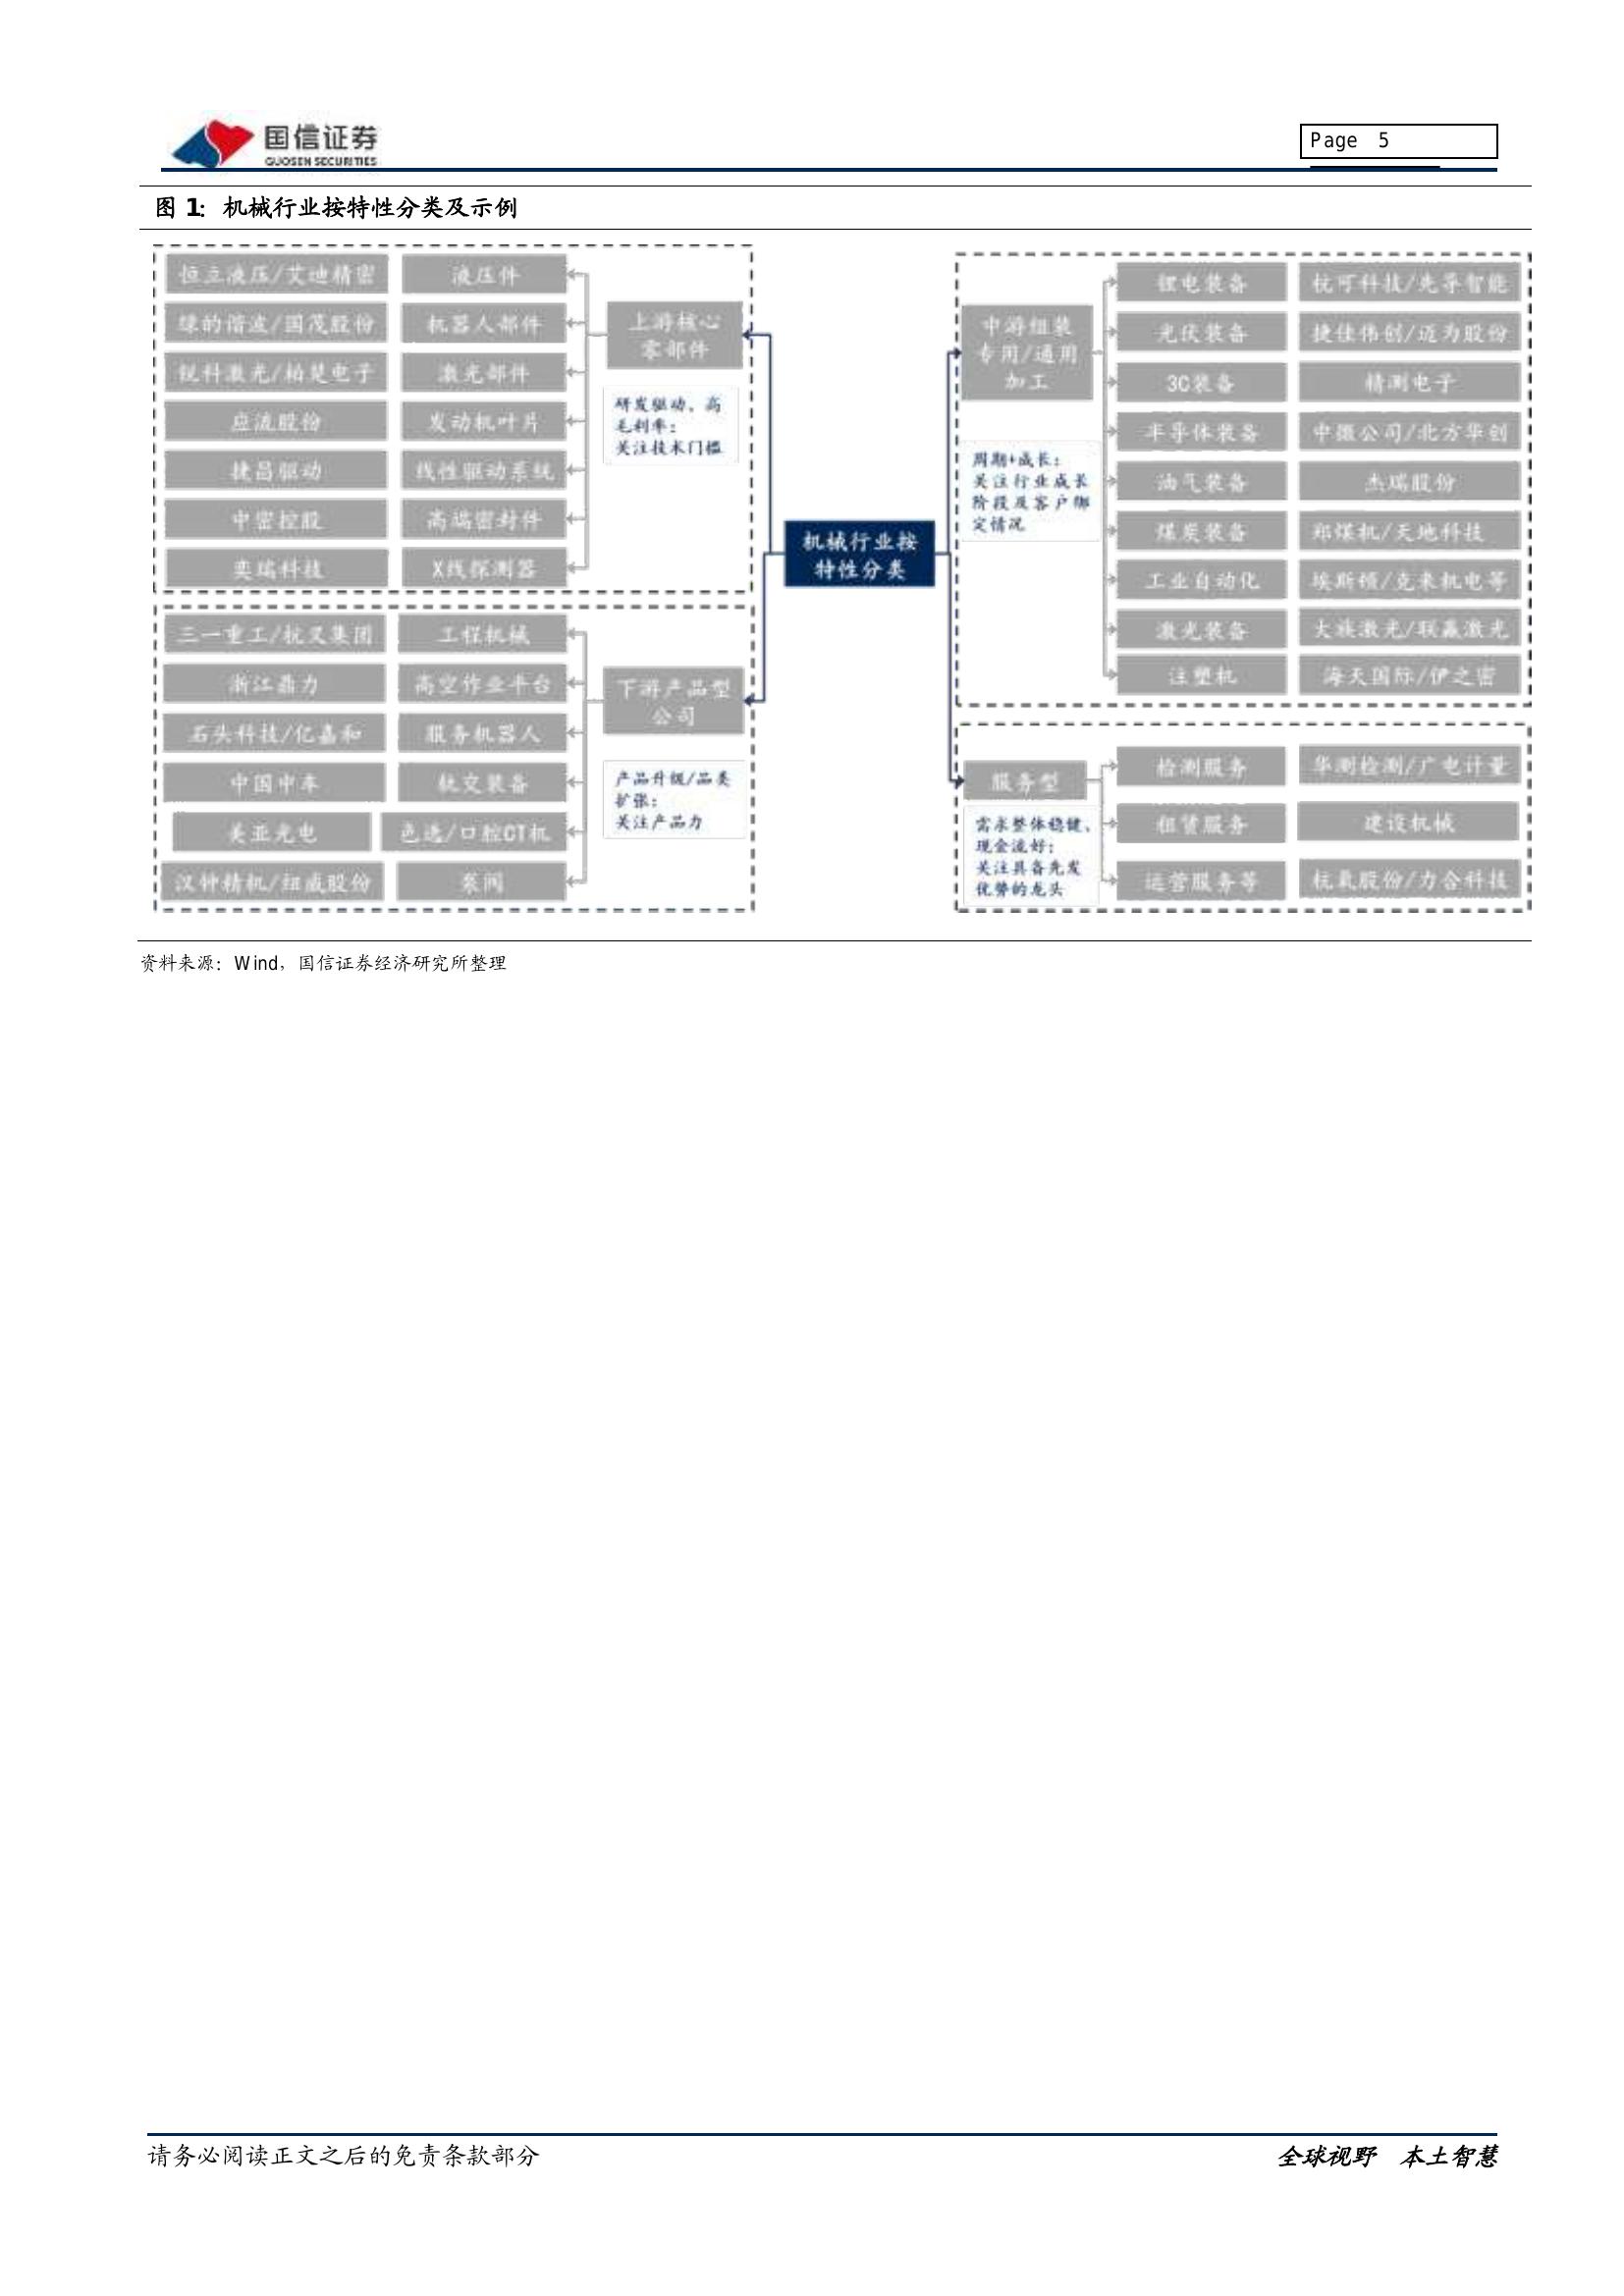 国信证券
GUOSEN SECURITIES
Page 5
图 1：机械行业按特性分类及示例
恒立液压/艾迪精密
液压件
绿的谐波/国茂股份
机器人部件
锐科激光/柏楚电子
激光部件
应流股份
发动机叶片
捷昌驱动
线性驱动系统
中密控股
高端密封件
奕瑞科技
X线探测器
上游核心
零部件
研发驱动、高
毛利率：
关注技术门槛
三一重工/杭叉集团
工程机械
浙江鼎力
高空作业平台
石头科技/亿嘉和
服务机器人
中国中车
轨交装备
美亚光电
色选/口腔CT机
汉钟精机/纽威股份
泵阀
下游产品型
公司
产品升级/品类
扩张：
关注产品力
机械行业按
特性分类
中游组装
专用/通用
加工
周期+成长：
关注行业成长
阶段及客户绑
定情况
锂电装备
杭可科技/先导智能
光伏装备
捷佳伟创/迈为股份
3C装备
精测电子
半导体装备
中微公司/北方华创
油气装备
杰瑞股份
煤炭装备
郑煤机/天地科技
工业自动化
埃斯顿/克来机电等
激光装备
大族激光/联赢激光
注塑机
海天国际/伊之密
服务型
需求整体稳健、
现金流好；
关注具备先发
优势的龙头
检测服务
华测检测/广电计量
租赁服务
建设机械
运营服务等
杭氧股份/力合科技
资料来源：Wind，国信证券经济研究所整理
请务必阅读正文之后的免责条款部分
全球视野 本土智慧